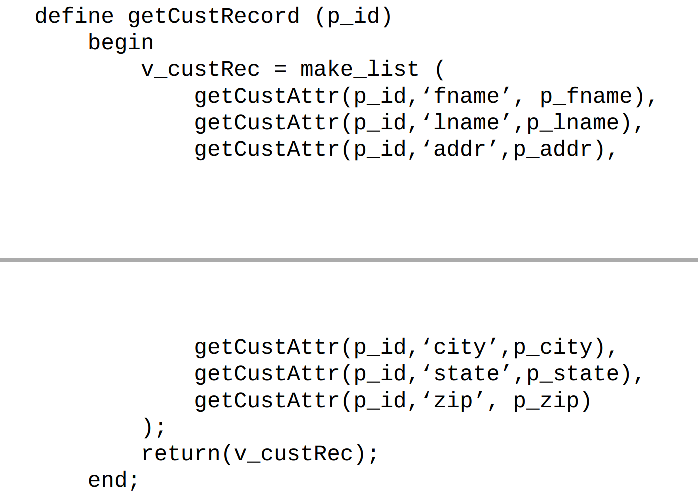 define getCustRecord (p_id)
begin
v_custRec = make_list (
getCustAttr(p_id,‘fname’, p_fname),
getCustAttr(p_id,‘lname’,p_lname),
getCustAttr(p_id,‘addr’,p_addr),
getCustAttr(p_id,‘city’,p_city),
getCustAttr(p_id,‘state’,p_state),
getCustAttr(p_id,‘zip’, p_zip)
);
return(v_custRec);
end;